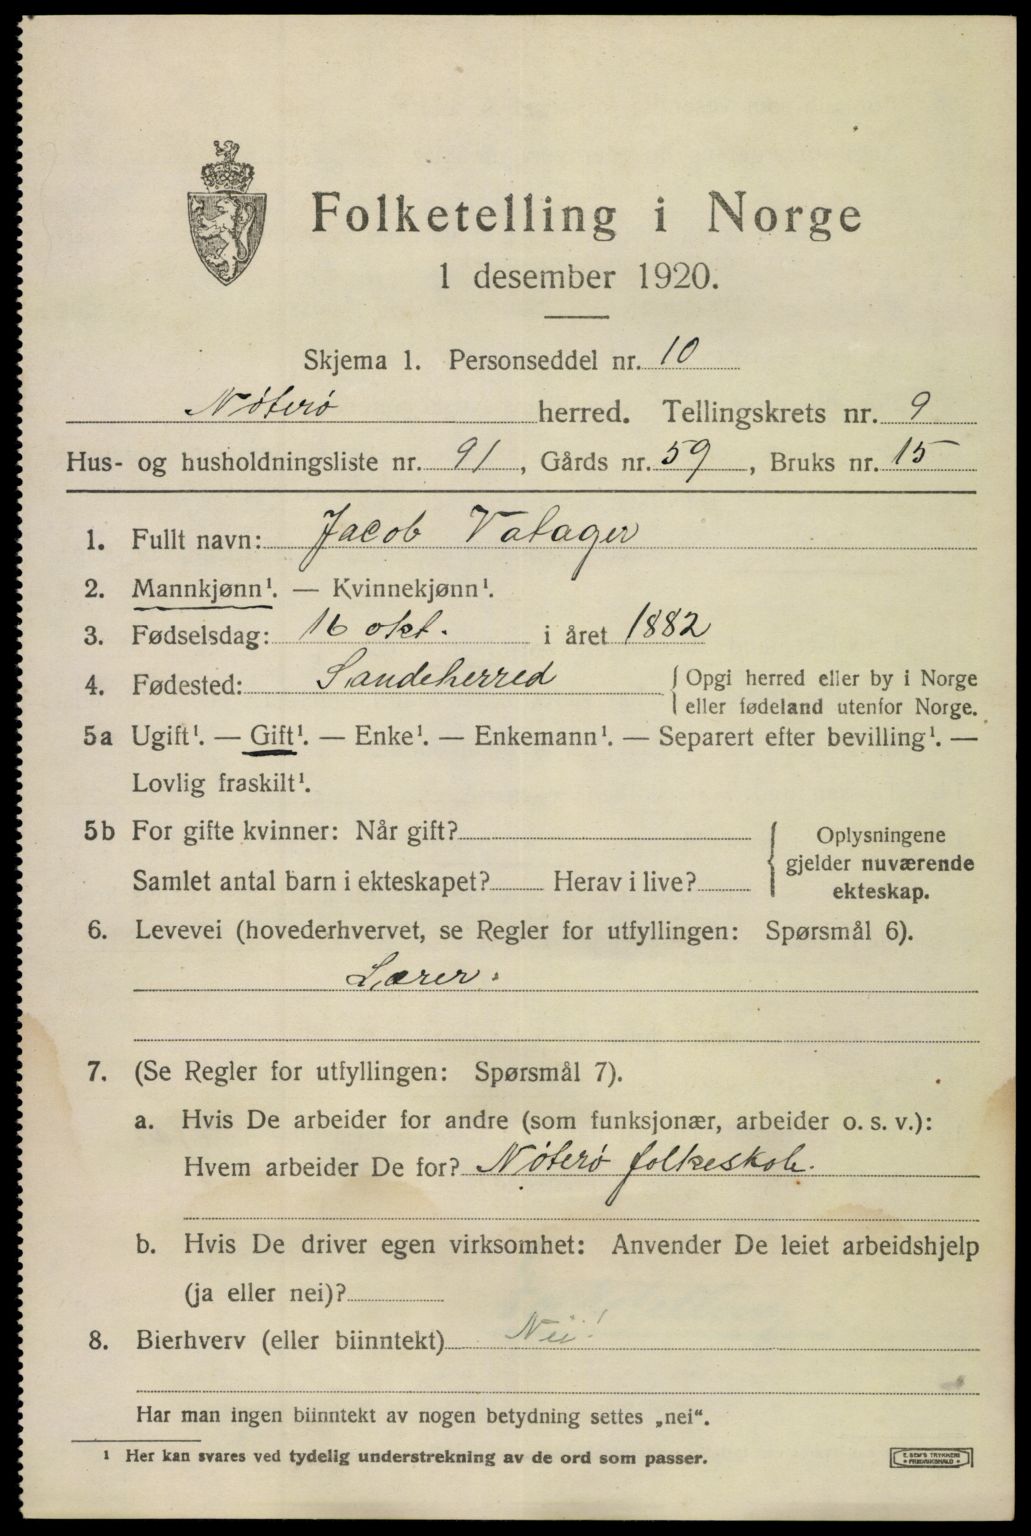 Folketelling i Norge
1 desember 1920.
Skjema 1. Personseddel nr. 10
Nøterø herred. Tellingskrets nr. 9
Hus- og husholdningsliste nr. 91, Gårds nr. 59, Bruks nr. 15
1. Fullt navn: Jacob Valager
2. Mannkjønn¹. — Kvinnekjønn¹.
3. Fødselsdag: 16 okt. i året 1882
4. Fødested: Sandeherred { Opgi herred eller by i Norge
eller fødeland utenfor Norge.
5a Ugift¹. — Gift¹. — Enke¹. — Enkemann¹. — Separert efter bevilling¹. —
Lovlig fraskilt¹.
5b For gifte kvinner: Når gift?
Samlet antal barn i ekteskapet? Herav i live?
Oplysningene
gjelder nuværende
ekteskap.
6. Levevei (hovederhvervet, se Regler for utfyllingen: Spørsmål 6).
Lærer.
7. (Se Regler for utfyllingen: Spørsmål 7).
a. Hvis De arbeider for andre (som funksjonær, arbeider o. s. v.):
Hvem arbeider De for? Nøterø folkeskole.
b. Hvis De driver egen virksomhet: Anvender De leiet arbeidshjelp
(ja eller nei)?
8. Bierhverv (eller biinntekt) Nei!
Har man ingen biinntekt av nogen betydning settes „nei“.
¹ Her kan svares ved tydelig understrekning av de ord som passer.
E. SEM'S TRYKKERI
FREDRIKSHALD